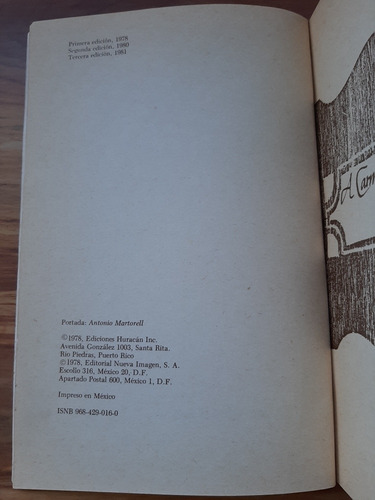 Primera edición, 1978
Segunda edición, 1980
Tercera edición, 1981
Portada: Antonio Martorell
©1978, Ediciones Huracán Inc.
Avenida González 1003, Santa Rita.
Río Piedras, Puerto Rico
©1978, Editorial Nueva Imagen, S. A.
Escollo 316, México 20, D.F.
Apartado Postal 600, México 1, D.F.
Impreso en México
ISNB 968-429-016-0
A